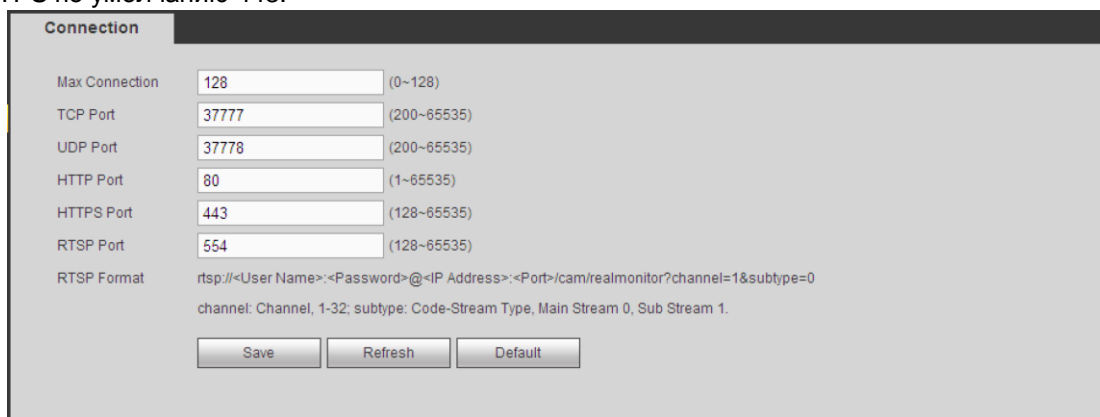 по умолчанию 443.
Connection
Max Connection 128 (0~128)
TCP Port 37777 (200~65535)
UDP Port 37778 (200~65535)
HTTP Port 80 (1~65535)
HTTPS Port 443 (128~65535)
RTSP Port 554 (128~65535)
RTSP Format rtsp://<User Name>:<Password>@<IP Address>:<Port>/cam/realmonitor?channel=1&subtype=0
channel: Channel, 1-32; subtype: Code-Stream Type, Main Stream 0, Sub Stream 1.
Save Refresh Default